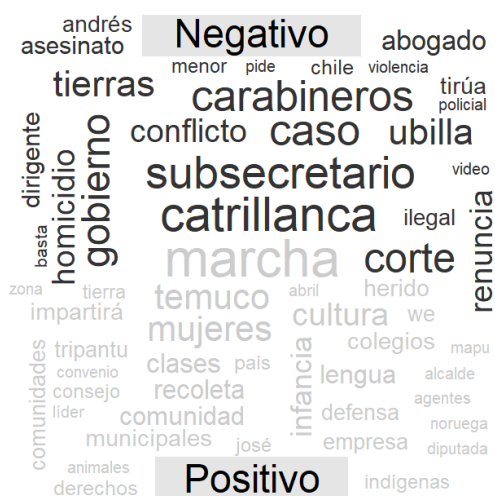 andrés
Negativo
asesinato
abogado
menor pide chile violencia
tierras
carabineros
tirúa
policial
dirigente
conflicto caso ubilla
homicidio
gobierno
subsecretario
video
basta
catrillanca
ilegal
renuncia
marcha corte
zona tierra temuco abril herido
impartirá
mujeres cultura we
tripantu
clases país
infancia
colegios mapu
comunidades
convenio
consejo
recoleta
lengua alcalde
líder
comunidad
defensa agentes
noruega
municipales josé empresa diputada
animales
derechos
Positivo
indígenas